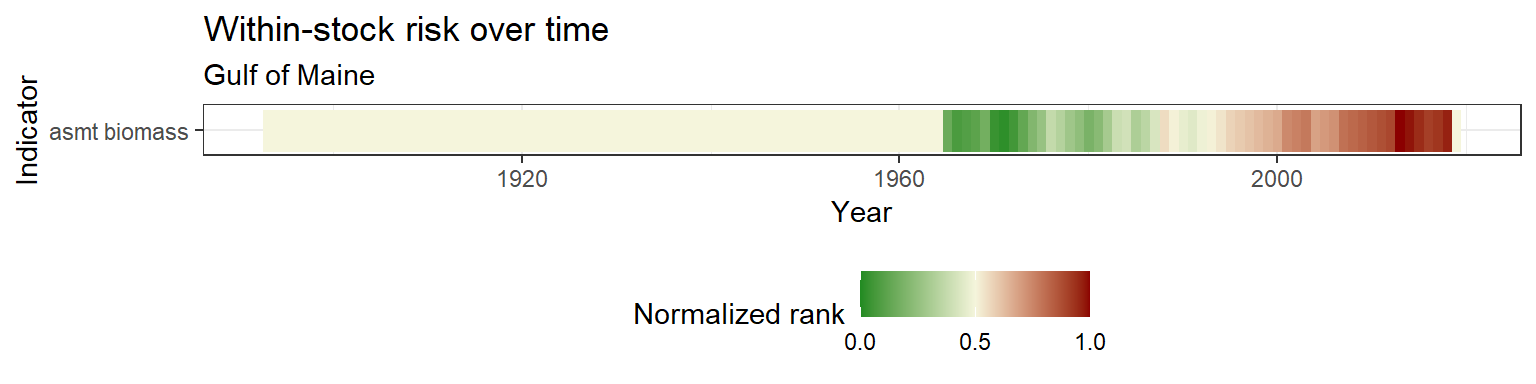 Within-stock risk over time
Gulf of Maine
Indicator
asmt biomass
1920 1960 2000
Year
Normalized rank
0.0 0.5 1.0